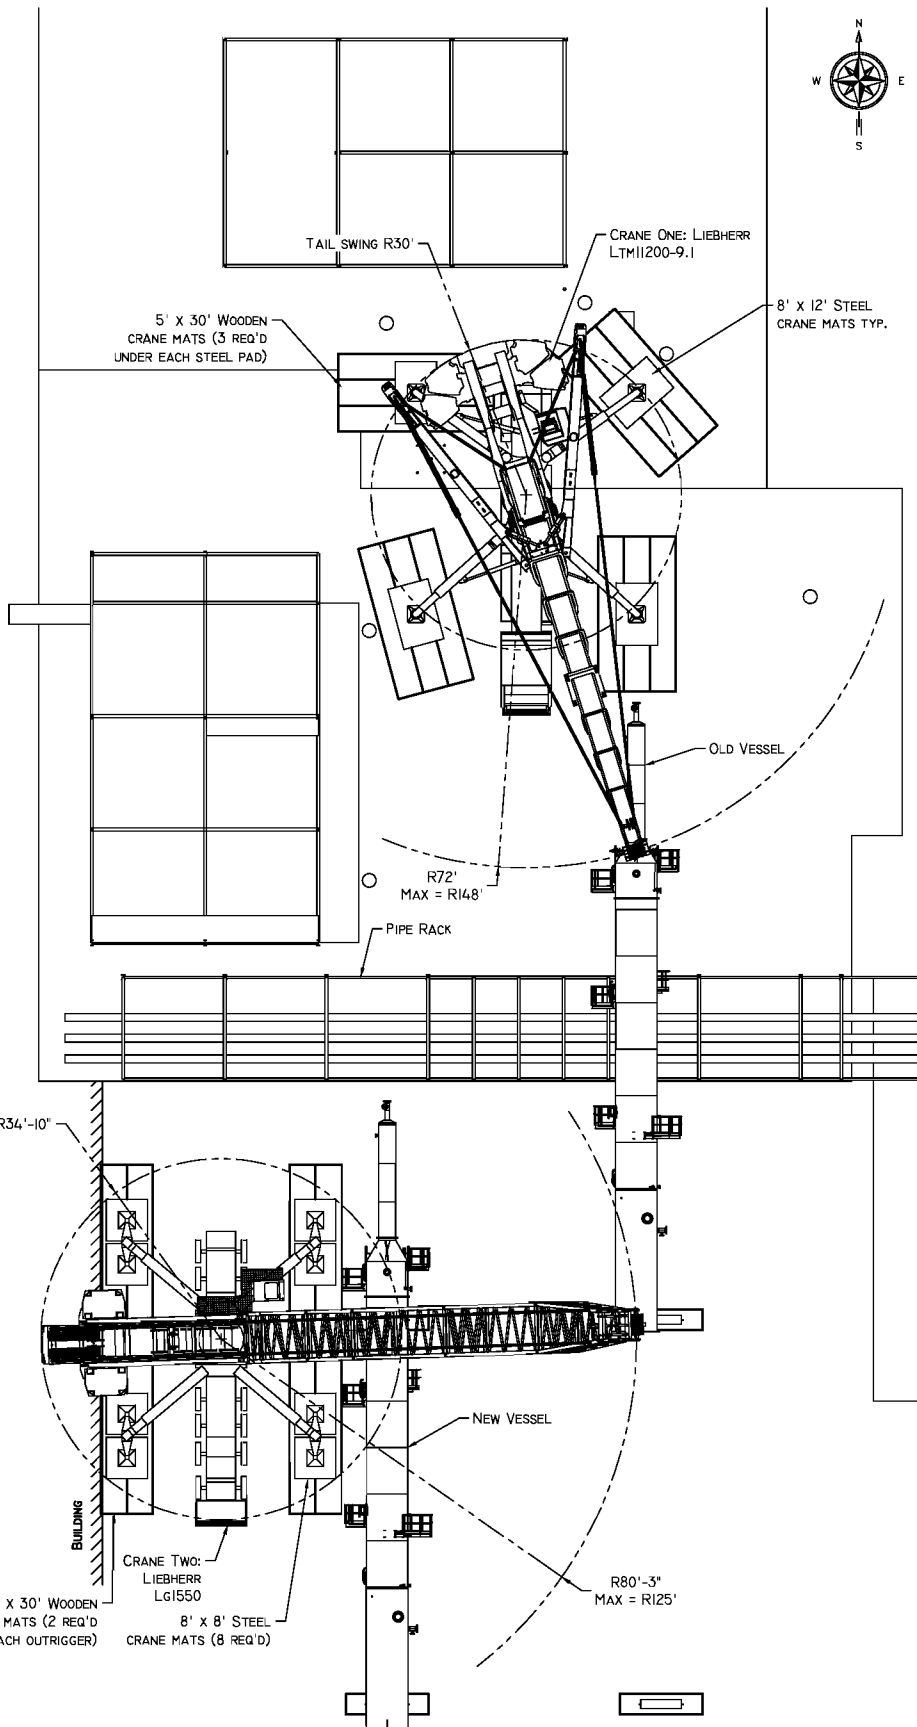 N
W
E
S
TAIL SWING R30'
CRANE ONE: LIEBHERR
LTM11200-9.1
5' X 30' WOODEN
CRANE MATS (3 REQ'D
UNDER EACH STEEL PAD)
8' X 12' STEEL
CRANE MATS TYP.
OLD VESSEL
R72'
MAX = R148'
PIPE RACK
R34'-10"
NEW VESSEL
BUILDING
CRANE TWO:
LIEBHERR
LG1550
R80'-3"
MAX = R125'
X 30' WOODEN
MATS (2 REQ'D
ACH OUTRIGGER)
8' X 8' STEEL
CRANE MATS (8 REQ'D)